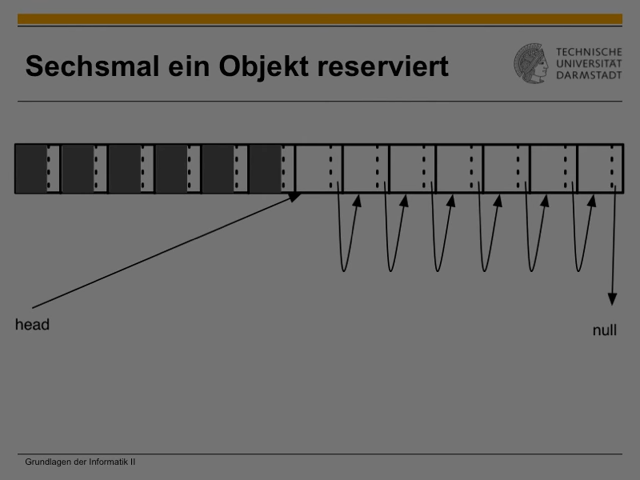 Sechsmal ein Objekt reserviert
TECHNISCHE
UNIVERSITÄT
DARMSTADT
head
null
Grundlagen der Informatik II